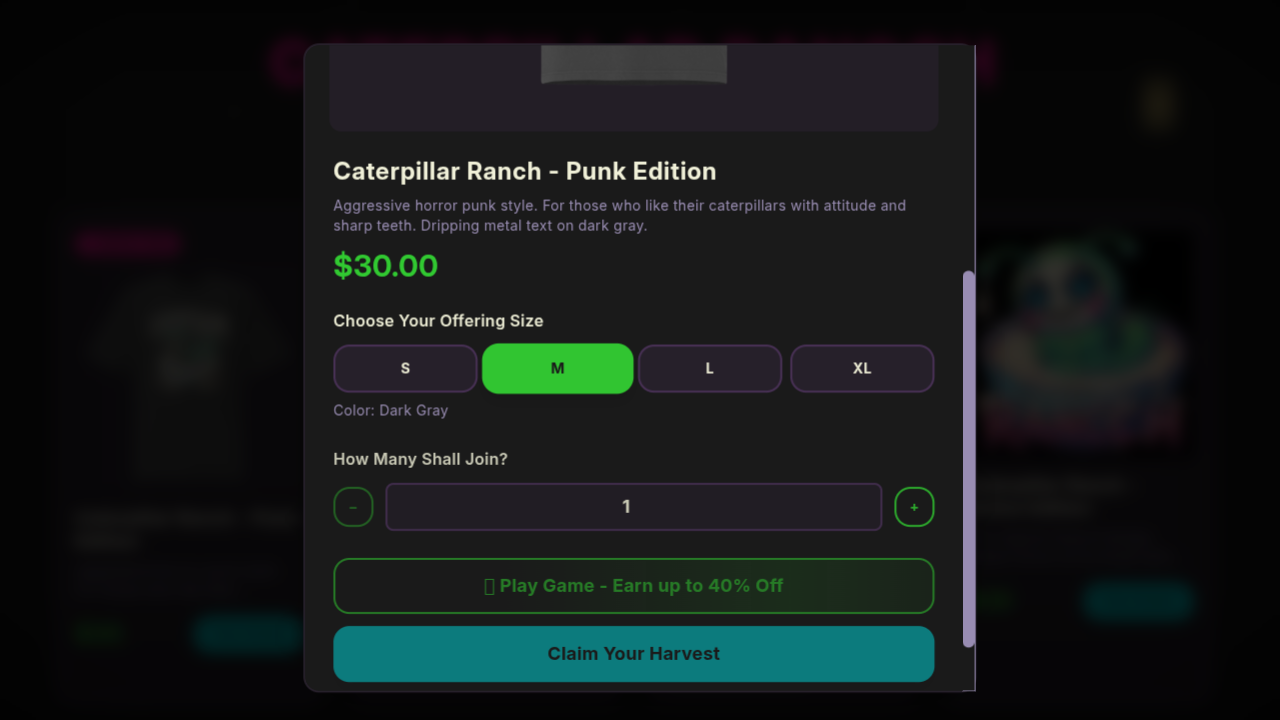 Caterpillar Ranch - Punk Edition
Aggressive horror punk style. For those who like their caterpillars with attitude and
sharp teeth. Dripping metal text on dark gray.
$30.00
Choose Your Offering Size
S M L XL
Color: Dark Gray
How Many Shall Join?
− 1 +
Play Game - Earn up to 40% Off
Claim Your Harvest